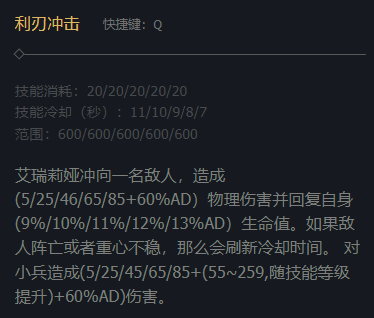 利刃冲击 快捷键：Q
技能消耗：20/20/20/20/20
技能冷却（秒）：11/10/9/8/7
范围：600/600/600/600/600
艾瑞莉娅冲向一名敌人，造成
(5/25/46/65/85+60%AD）物理伤害并回复自身
(9%/10%/11%/12%/13%AD）生命值。如果敌
人阵亡或者重心不稳，那么会刷新冷却时间。 对
小兵造成(5/25/45/65/85+(55~259,随技能等级
提升)+60%AD)伤害。